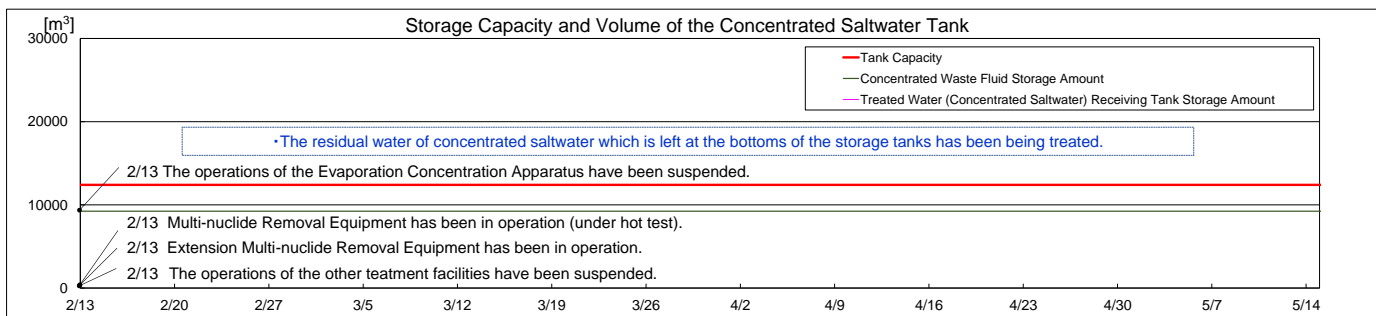 [m³]
Storage Capacity and Volume of the Concentrated Saltwater Tank
30000
Tank Capacity
Concentrated Waste Fluid Storage Amount
Treated Water (Concentrated Saltwater) Receiving Tank Storage Amount
20000
・The residual water of concentrated saltwater which is left at the bottoms of the storage tanks has been being treated.
2/13 The operations of the Evaporation Concentration Apparatus have been suspended.
10000
2/13 Multi-nuclide Removal Equipment has been in operation (under hot test).
2/13 Extension Multi-nuclide Removal Equipment has been in operation.
2/13 The operations of the other teatment facilities have been suspended.
0
2/13 2/20 2/27 3/5 3/12 3/19 3/26 4/2 4/9 4/16 4/23 4/30 5/7 5/14